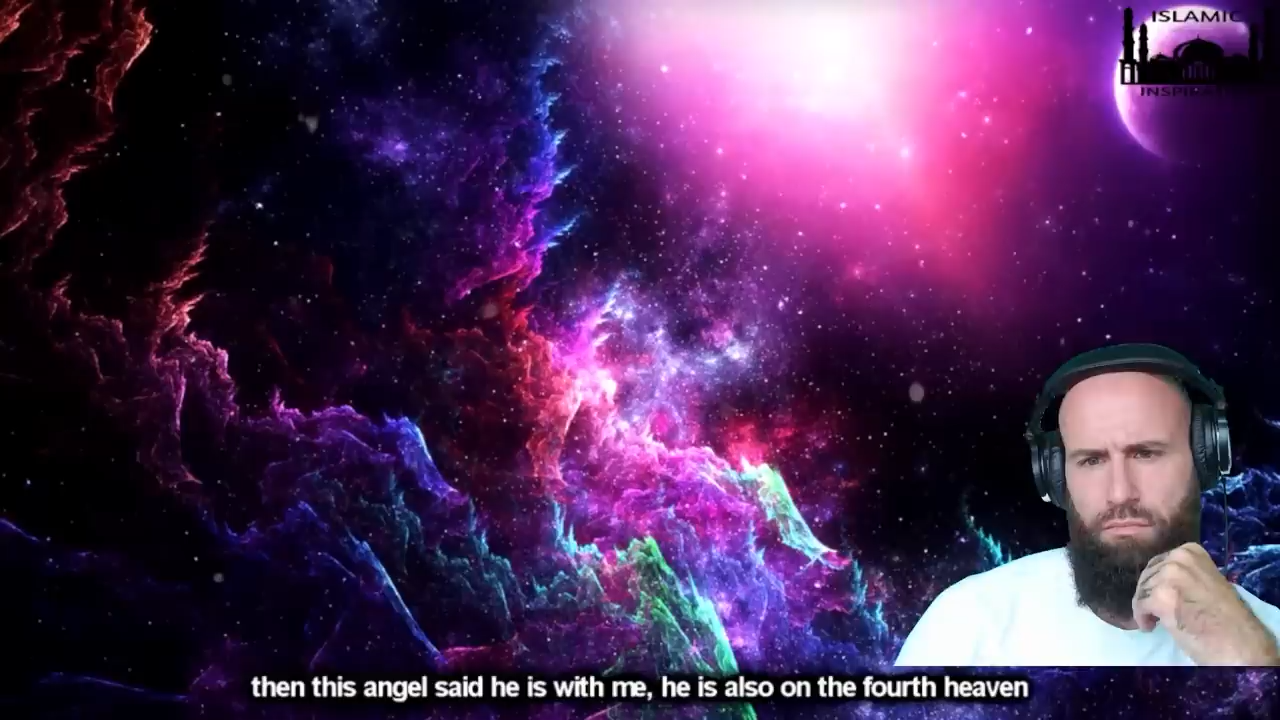 ISLAMIC
then this angel said he is with me, he is also on the fourth heaven